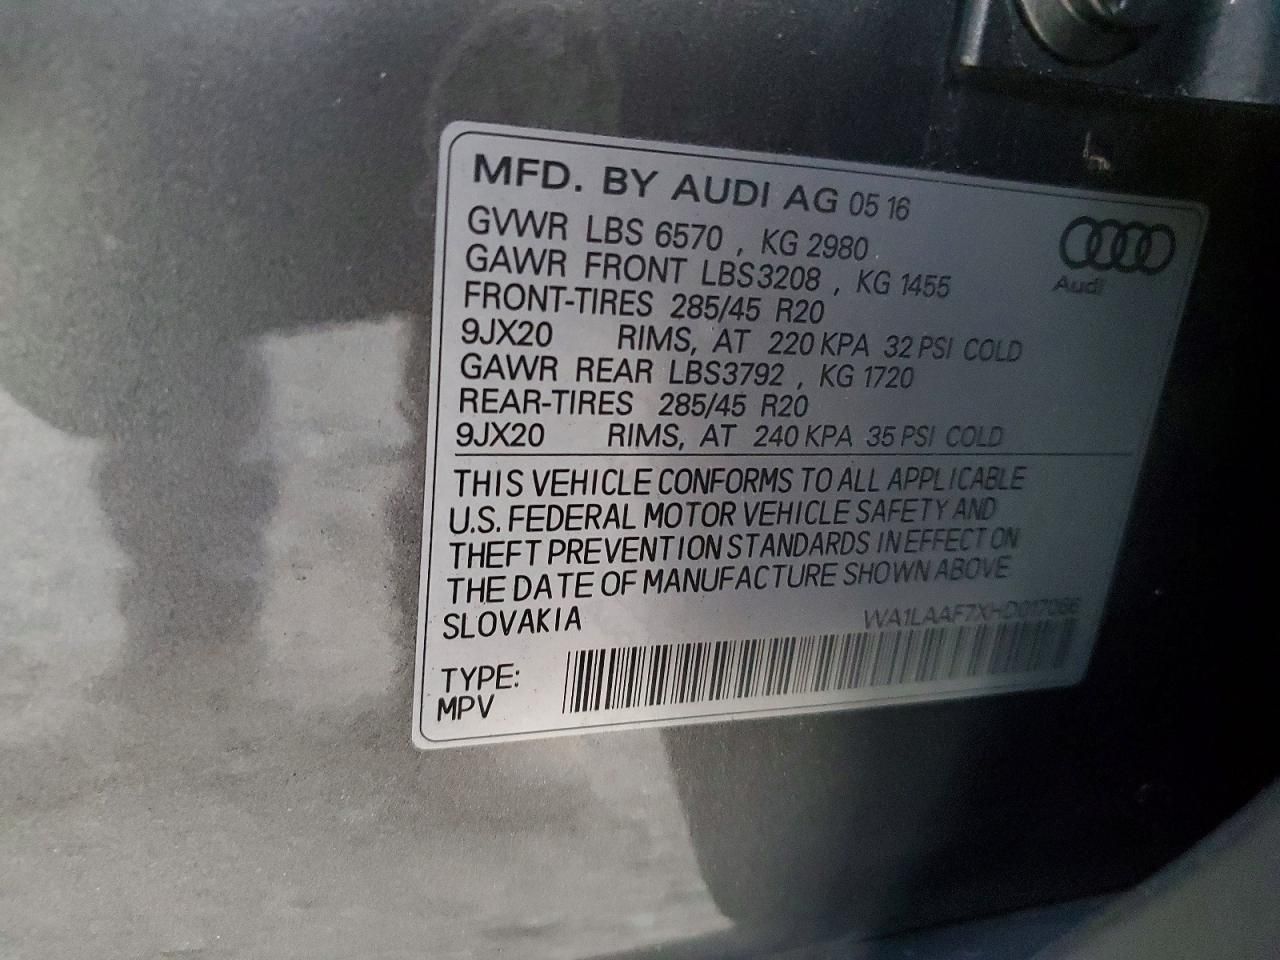 MFD. BY AUDI AG 05 16
GVWR LBS 6570 , KG 2980
GAWR FRONT LBS3208 , KG 1455
FRONT-TIRES 285/45 R20
9JX20 RIMS, AT 220 KPA 32 PSI COLD
GAWR REAR LBS3792 , KG 1720
REAR-TIRES 285/45 R20
9JX20 RIMS, AT 240 KPA 35 PSI COLD
Audi
THIS VEHICLE CONFORMS TO ALL APPLICABLE
U.S. FEDERAL MOTOR VEHICLE SAFETY AND
THEFT PREVENTION STANDARDS IN EFFECT ON
THE DATE OF MANUFACTURE SHOWN ABOVE
SLOVAKIA
TYPE:
MPV